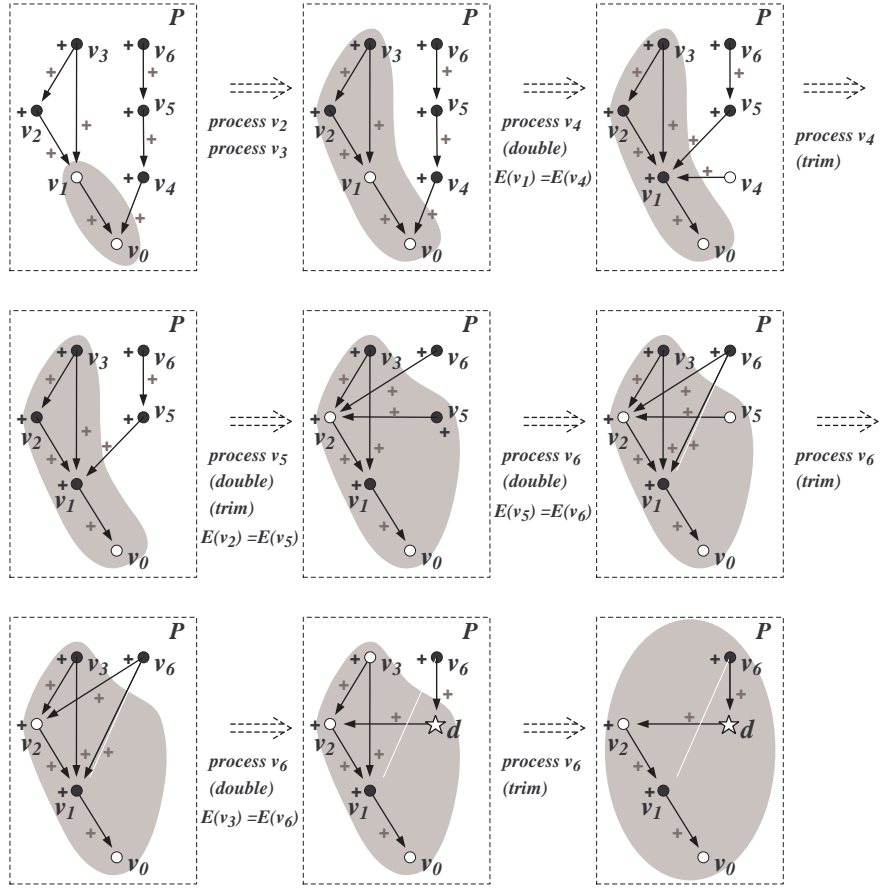 P
+ v3 + v6
+ +
+ v2 + + v5
+ +
v1 + v4
+ +
v0
process v2
process v3
P
+ v3 + v6
+ +
+ v2 + + v5
+ +
v1 + v4
+ +
v0
process v4
(double)
E(v1) =E(v4)
P
+ v3 + v6
+ +
+ v2 v5
+ + +
+ v1 + v4
+
v0
process v4
(trim)
P
+ v3 + v6
+ +
+ v2 + v5
+ + +
+ v1
+
v0
process v5
(double)
(trim)
E(v2) =E(v5)
P
+ v3 + v6
+ +
+ v2 + v5
+ + +
+ v1
+
v0
process v6
(double)
E(v5) =E(v6)
P
+ v3 + v6
+ +
+ v2 + v5
+ + +
+ v1
+
v0
process v6
(trim)
P
+ v3 + v6
+ +
+ v2
+ + +
+ v1
+
v0
process v6
(double)
E(v3) =E(v6)
P
+ v3 + v6
+ +
+ v2 + d
+ +
+ v1
+
v0
process v6
(trim)
P
+ v6
+
+ v2 + d
+
+ v1
+
v0